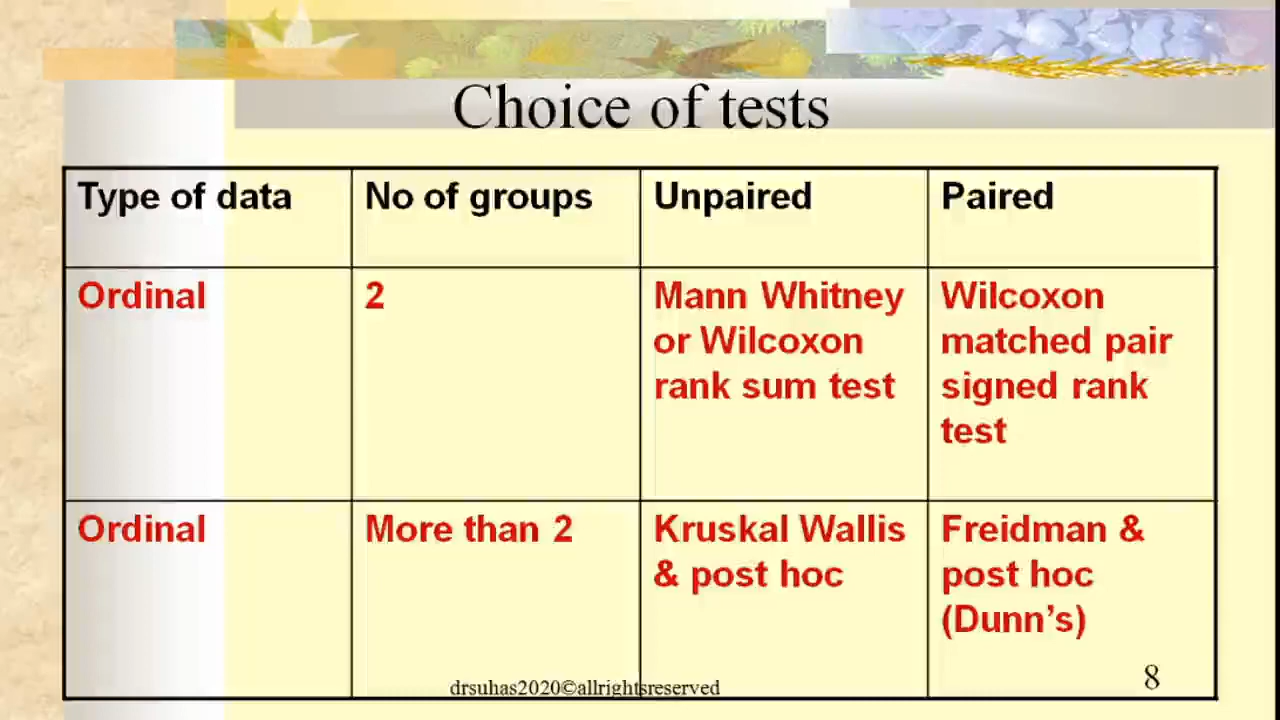 Choice of tests
Type of data
No of groups
Unpaired
Paired
Ordinal
2
Mann Whitney
or Wilcoxon
rank sum test
Wilcoxon
matched pair
signed rank
test
Ordinal
More than 2
Kruskal Wallis
& post hoc
Freidman &
post hoc
(Dunn’s)
drsuhas2020©allrightsreserved
8